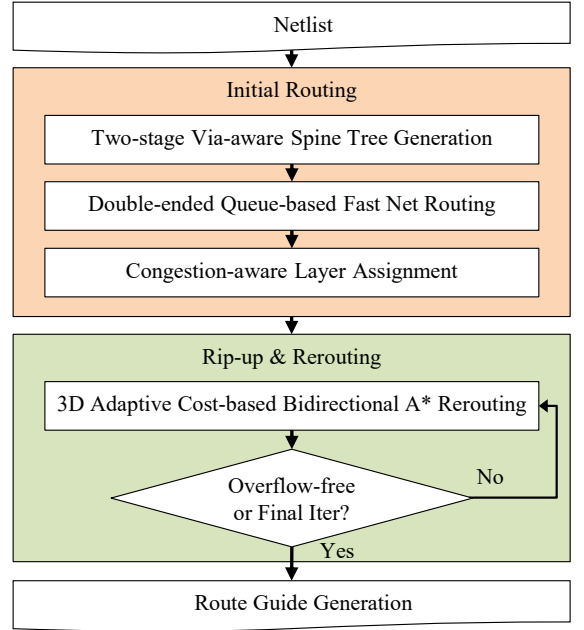 Netlist
Initial Routing
Two-stage Via-aware Spine Tree Generation
Double-ended Queue-based Fast Net Routing
Congestion-aware Layer Assignment
Rip-up & Rerouting
3D Adaptive Cost-based Bidirectional A* Rerouting
Overflow-free
or Final Iter?
No
Yes
Route Guide Generation